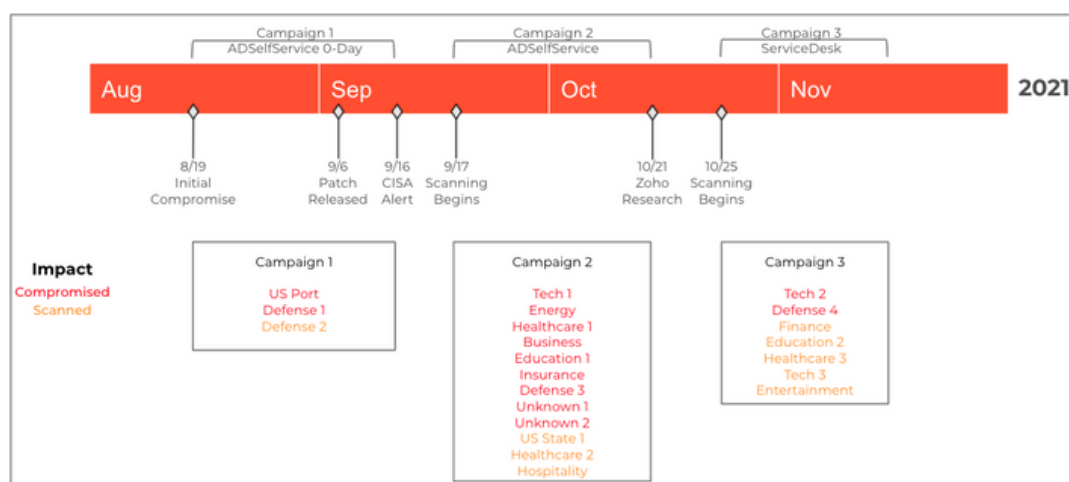 Campaign 1
ADSelfService 0-Day
Campaign 2
ADSelfService
Campaign 3
ServiceDesk
Aug
Sep
Oct
Nov
2021
8/19
Initial
Compromise
9/6
Patch
Released
9/16
CISA
Alert
9/17
Scanning
Begins
10/21
Zoho
Research
10/25
Scanning
Begins
Impact
Compromised
Scanned
Campaign 1
US Port
Defense 1
Defense 2
Campaign 2
Tech 1
Energy
Healthcare 1
Business
Education 1
Insurance
Defense 3
Unknown 1
Unknown 2
US State 1
Healthcare 2
Hospitality
Campaign 3
Tech 2
Defense 4
Finance
Education 2
Healthcare 3
Tech 3
Entertainment